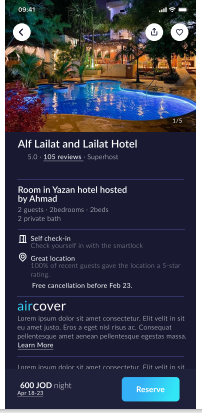 09:41
1/5
Alf Lailat and Lailat Hotel
5.0 · 105 reviews · Superhost
Room in Yazan hotel hosted
by Ahmad
2 guests · 2bedrooms · 2beds
2 private bath
Self check-in
Check yourself in with the smartlock
Great location
100% of recent guests gave the location a 5-star
rating.
Free cancellation before Feb 23.
aircover
Lorem ipsum dolor sit amet consectetur. Elit velit in sit
eu amet justo. Eros a eget nisl risus ac. Consequat
pellentesque amet aenean pellentesque egestas massa.
Learn More
Lorem ipsum dolor sit amet consectetur. Elit velit in sit
600 JOD night
Apr 18-23
Reserve